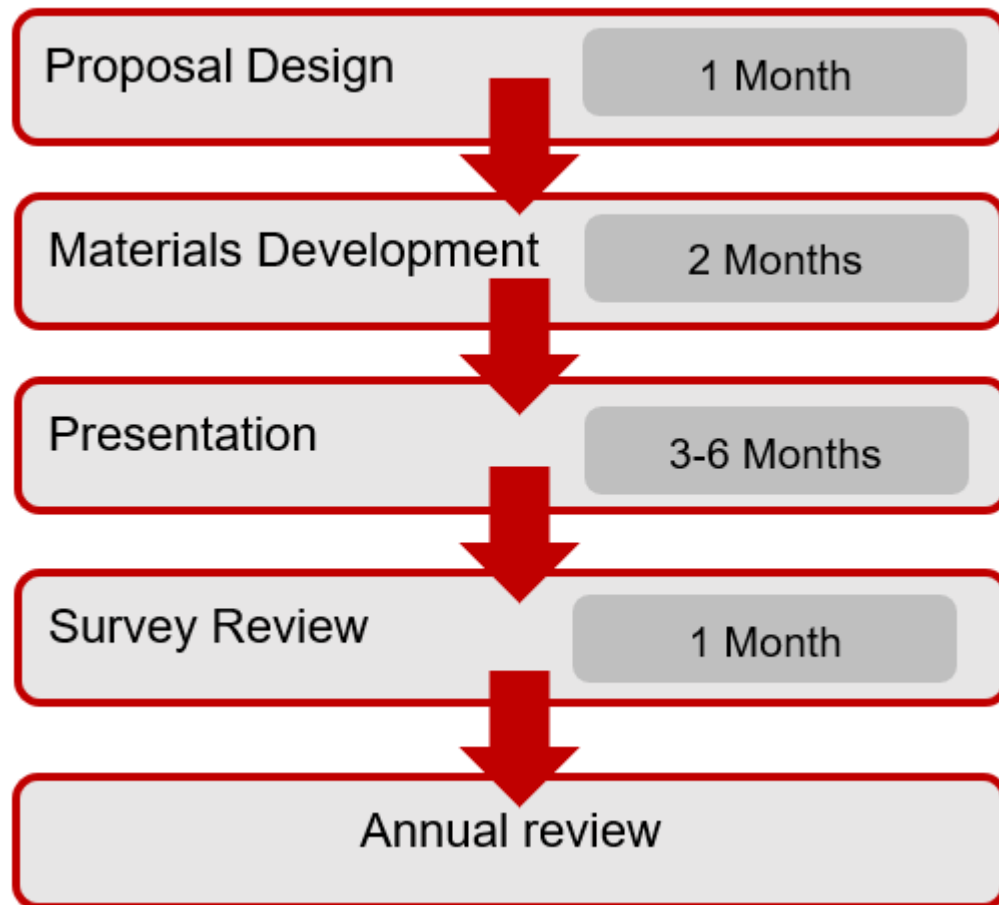 Proposal Design
1 Month
Materials Development
2 Months
Presentation
3-6 Months
Survey Review
1 Month
Annual review